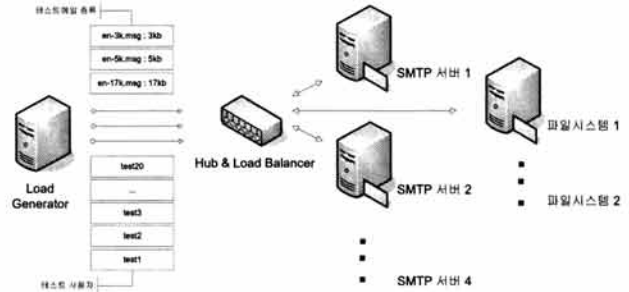 테스트메일 종류
en-3k.msg : 3kb
en-5k.msg : 5kb
en-17k.msg : 17kb
SMTP 서버 1
파일시스템 1
Hub & Load Balancer
Load
Generator
test20
...
test3
test2
test1
테스트 사용자
SMTP 서버 2
파일시스템 2
SMTP 서버 4